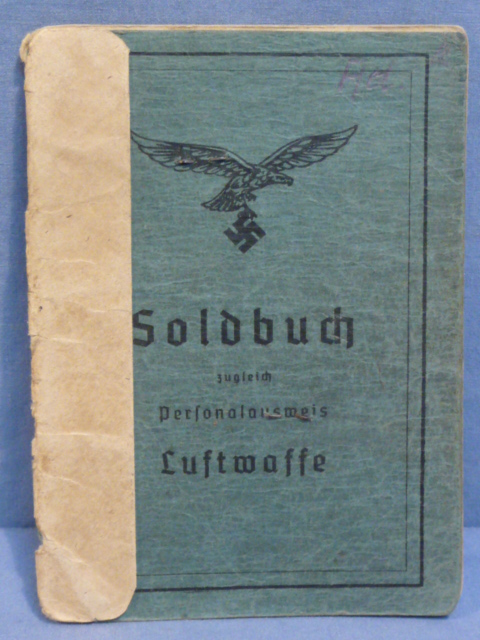 Soldbuch
zugleich
Personalausweis
Luftwaffe